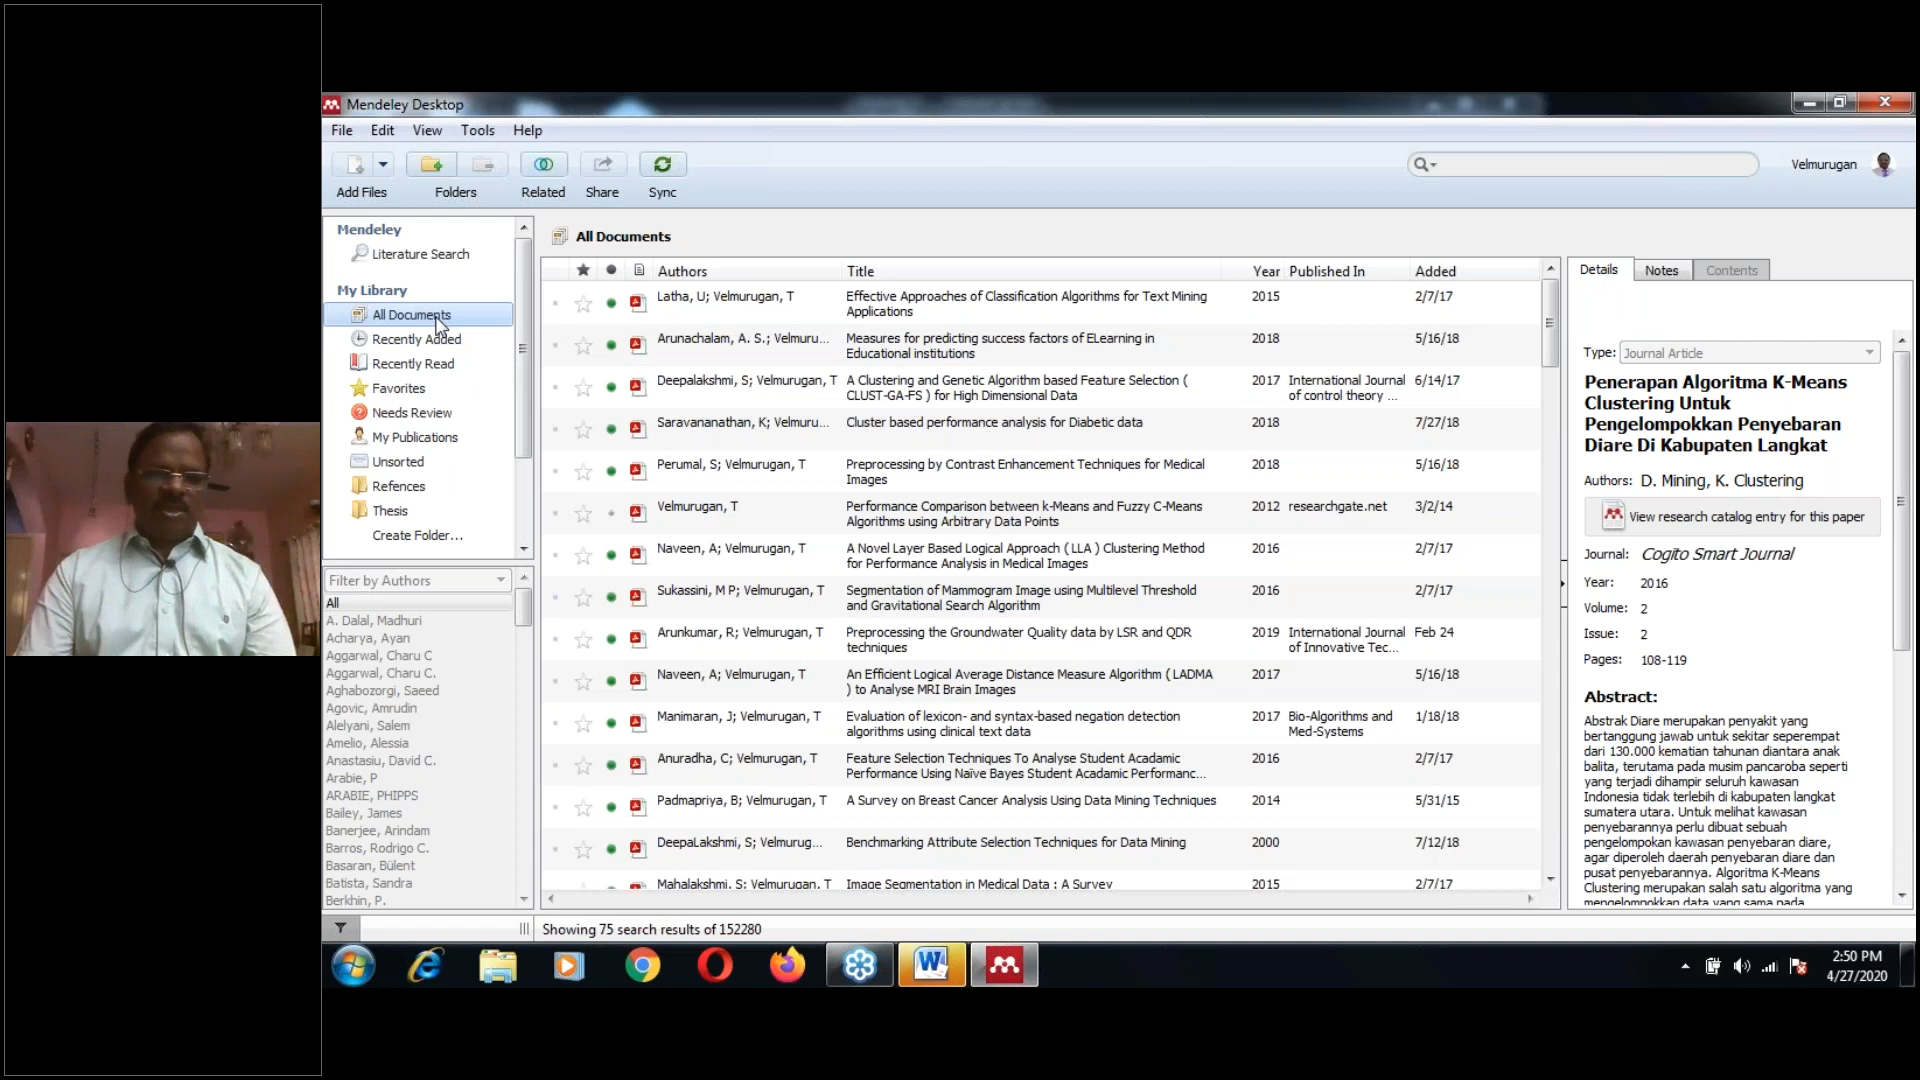 Mendeley Desktop
File Edit View Tools Help
Velmurugan
Add Files Folders Related Share Sync
Mendeley
Literature Search
My Library
All Documents
Recently Added
Recently Read
Favorites
Needs Review
My Publications
Unsorted
Refences
Thesis
Create Folder...
Filter by Authors
All
A. Dalal, Madhuri
Acharya, Ayan
Aggarwal, Charu C
Aggarwal, Charu C.
Aghabozorgi, Saeed
Agovic, Amrudin
Alelyani, Salem
Amelio, Alessia
Anastasiu, David C.
Arabie, P
ARABIE, PHIPPS
Bailey, James
Banerjee, Arindam
Barros, Rodrigo C.
Basaran, Bülent
Batista, Sandra
Berkhin, P.
All Documents
Authors Title Year Published In Added
Latha, U; Velmurugan, T Effective Approaches of Classification Algorithms for Text Mining 2015 2/7/17
Applications
Arunachalam, A. S.; Velmuru... Measures for predicting success factors of ELearning in 2018 5/16/18
Educational institutions
Deepalakshmi, S; Velmurugan, T A Clustering and Genetic Algorithm based Feature Selection ( 2017 International Journal 6/14/17
CLUST-GA-FS ) for High Dimensional Data of control theory ...
Saravananathan, K; Velmuru... Cluster based performance analysis for Diabetic data 2018 7/27/18
Perumal, S; Velmurugan, T Preprocessing by Contrast Enhancement Techniques for Medical 2018 5/16/18
Images
Velmurugan, T Performance Comparison between k-Means and Fuzzy C-Means 2012 researchgate.net 3/2/14
Algorithms using Arbitrary Data Points
Naveen, A; Velmurugan, T A Novel Layer Based Logical Approach ( LLA ) Clustering Method 2016 2/7/17
for Performance Analysis in Medical Images
Sukassini, M P; Velmurugan, T Segmentation of Mammogram Image using Multilevel Threshold 2016 2/7/17
and Gravitational Search Algorithm
Arunkumar, R; Velmurugan, T Preprocessing the Groundwater Quality data by LSR and QDR 2019 International Journal Feb 24
techniques of Innovative Tec...
Naveen, A; Velmurugan, T An Efficient Logical Average Distance Measure Algorithm ( LADMA 2017 5/16/18
) to Analyse MRI Brain Images
Manimaran, J; Velmurugan, T Evaluation of lexicon- and syntax-based negation detection 2017 Bio-Algorithms and 1/18/18
algorithms using clinical text data Med-Systems
Anuradha, C; Velmurugan, T Feature Selection Techniques To Analyse Student Acadamic 2016 2/7/17
Performance Using Naïve Bayes Student Acadamic Performanc...
Padmapriya, B; Velmurugan, T A Survey on Breast Cancer Analysis Using Data Mining Techniques 2014 5/31/15
DeepaLakshmi, S; Velmurug... Benchmarking Attribute Selection Techniques for Data Mining 2000 7/12/18
Mahalakshmi, S; Velmurugan, T Image Segmentation in Medical Data : A Survey 2015 2/7/17
Details Notes Contents
Type: Journal Article
Penerapan Algoritma K-Means
Clustering Untuk
Pengelompokkan Penyebaran
Diare Di Kabupaten Langkat
Authors: D. Mining, K. Clustering
View research catalog entry for this paper
Journal: Cogito Smart Journal
Year: 2016
Volume: 2
Issue: 2
Pages: 108-119
Abstract:
Abstrak Diare merupakan penyakit yang
bertanggung jawab untuk sekitar seperempat
dari 130.000 kematian tahunan diantara anak
balita, terutama pada musim pancaroba seperti
yang terjadi dihampir seluruh kawasan
Indonesia tidak terlebih di kabupaten langkat
sumatera utara. Untuk melihat kawasan
penyebarannya perlu dibuat sebuah
pengelompokan kawasan penyebaran diare,
agar diperoleh daerah penyebaran diare dan
pusat penyebarannya. Algoritma K-Means
Clustering merupakan salah satu algoritma yang
mengelompokkan data yang sama pada
Showing 75 search results of 152280
2:50 PM
4/27/2020